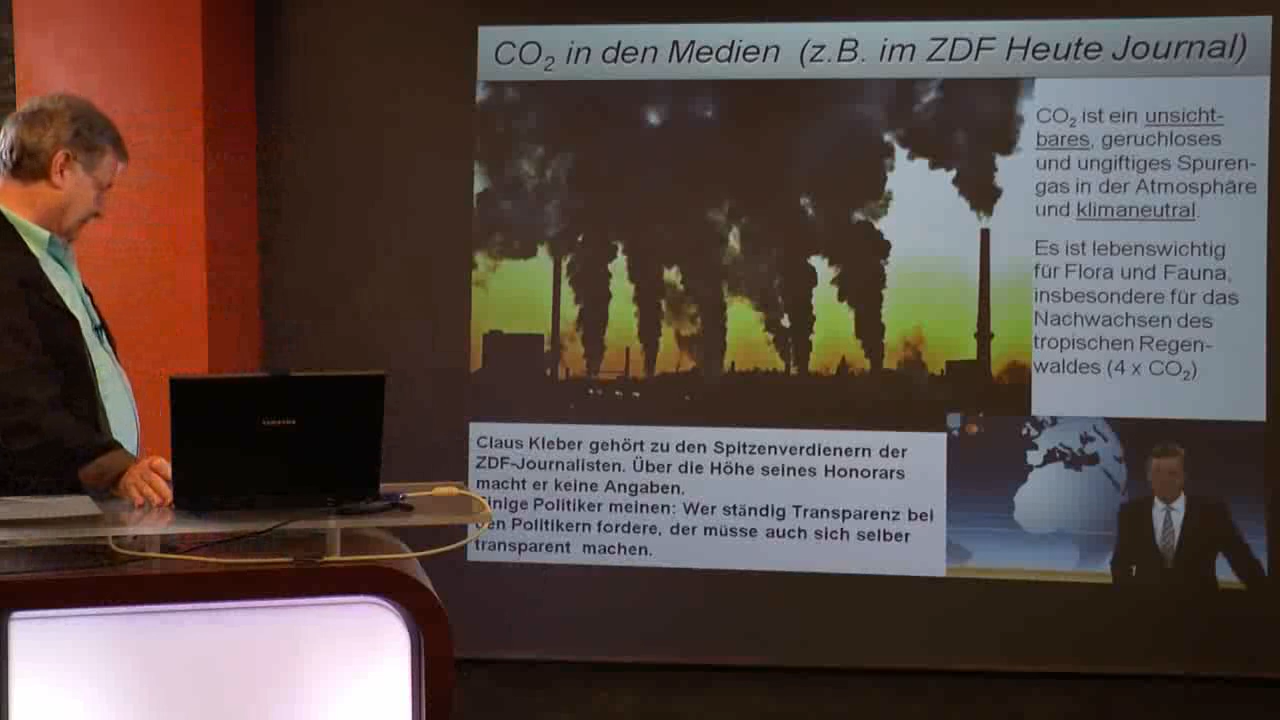 CO₂ in den Medien (z.B. im ZDF Heute Journal)
CO₂ ist ein unsicht-
bares, geruchloses
und ungiftiges Spuren-
gas in der Atmosphäre
und klimaneutral.
Es ist lebenswichtig
für Flora und Fauna,
insbesondere für das
Nachwachsen des
tropischen Regen-
waldes (4 x CO₂)
Claus Kleber gehört zu den Spitzenverdienern der
ZDF-Journalisten. Über die Höhe seines Honorars
macht er keine Angaben.
Einige Politiker meinen: Wer ständig Transparenz bei
den Politikern fordere, der müsse auch sich selber
transparent machen.
SAMSUNG